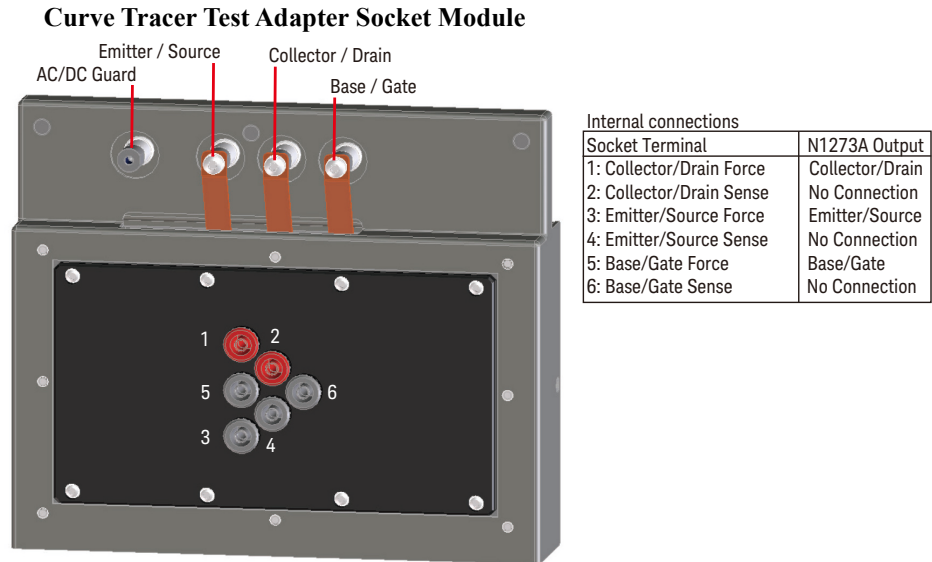 Curve Tracer Test Adapter Socket Module
Emitter / Source
Collector / Drain
AC/DC Guard
Base / Gate
Internal connections
Socket Terminal N1273A Output
1: Collector/Drain Force Collector/Drain
2: Collector/Drain Sense No Connection
3: Emitter/Source Force Emitter/Source
4: Emitter/Source Sense No Connection
5: Base/Gate Force Base/Gate
6: Base/Gate Sense No Connection
1 2
5 6
3 4